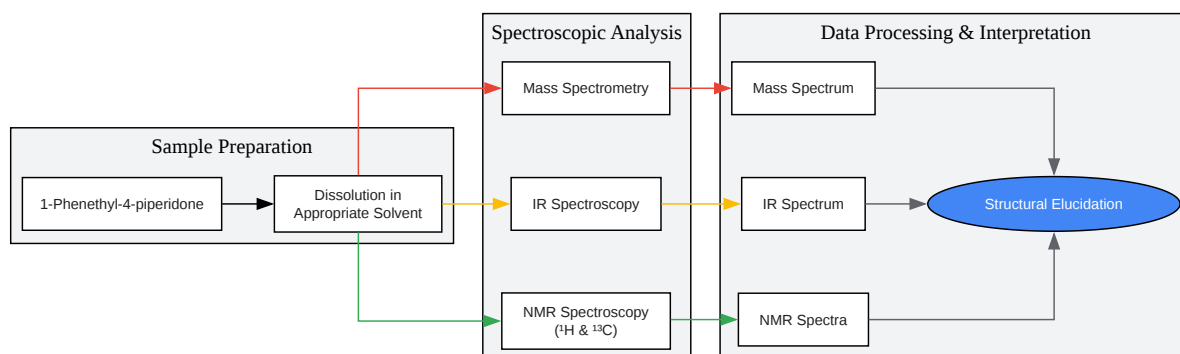 Spectroscopic Analysis
Data Processing & Interpretation
Mass Spectrometry
Mass Spectrum
Sample Preparation
1-Phenethyl-4-piperidone
Dissolution in
Appropriate Solvent
IR Spectroscopy
IR Spectrum
Structural Elucidation
NMR Spectroscopy
(¹H & ¹³C)
NMR Spectra